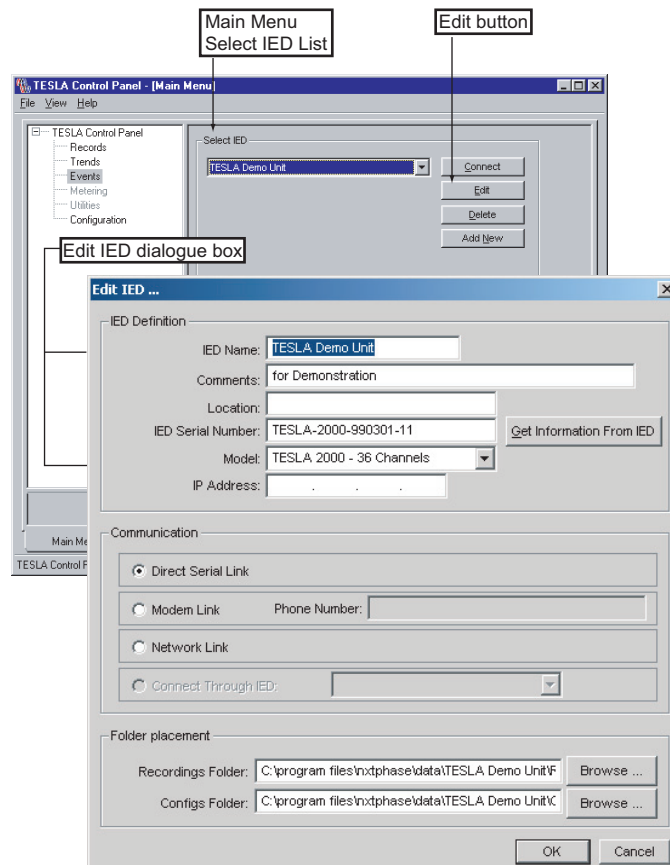 Main Menu
Select IED List
Edit button
TESLA Control Panel - [Main Menu]
File View Help
TESLA Control Panel
Records
Trends
Events
Metering
Utilities
Configuration
Select IED
TESLA Demo Unit
Connect
Edit
Delete
Add New
Edit IED dialogue box
Main Me
TESLA Control P
Edit IED ...
IED Definition
IED Name: TESLA Demo Unit
Comments: for Demonstration
Location:
IED Serial Number: TESLA-2000-990301-11
Get Information From IED
Model: TESLA 2000 - 36 Channels
IP Address: . . .
Communication
Direct Serial Link
Modem Link Phone Number:
Network Link
Connect Through IED:
Folder placement
Recordings Folder: C:\program files\nxtphase\data\TESLA Demo Unit\R Browse ...
Configs Folder: C:\program files\nxtphase\data\TESLA Demo Unit\C Browse ...
OK Cancel